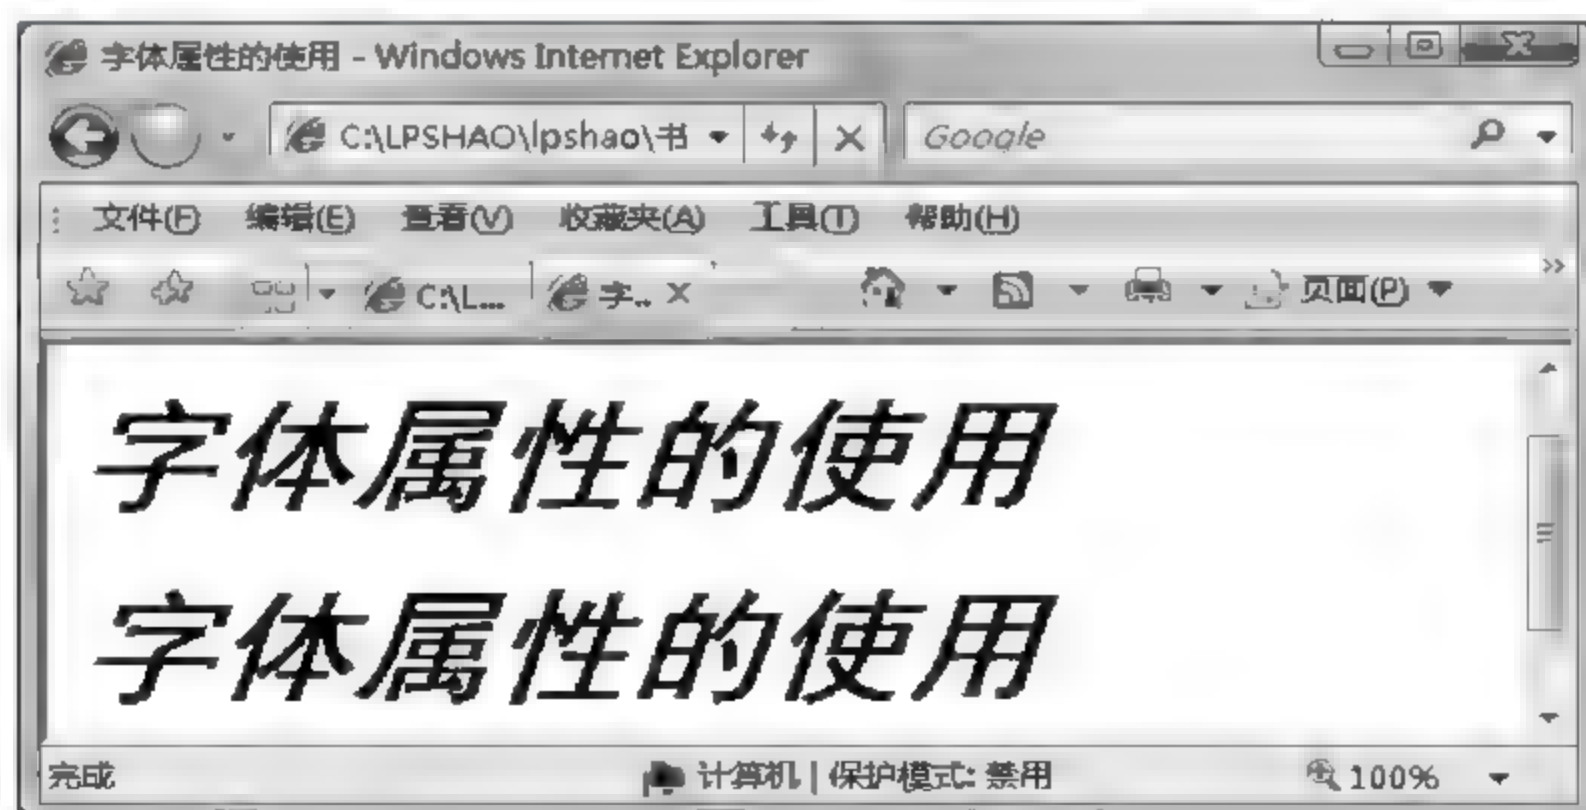 字体属性的使用 - Windows Internet Explorer
C:\LPSHAO\lpshao\书 Google
文件(F) 编辑(E) 查看(V) 收藏夹(A) 工具(T) 帮助(H)
C:\L... 字.. 页面(P) »
字体属性的使用
字体属性的使用
完成 计算机 | 保护模式: 禁用 100%